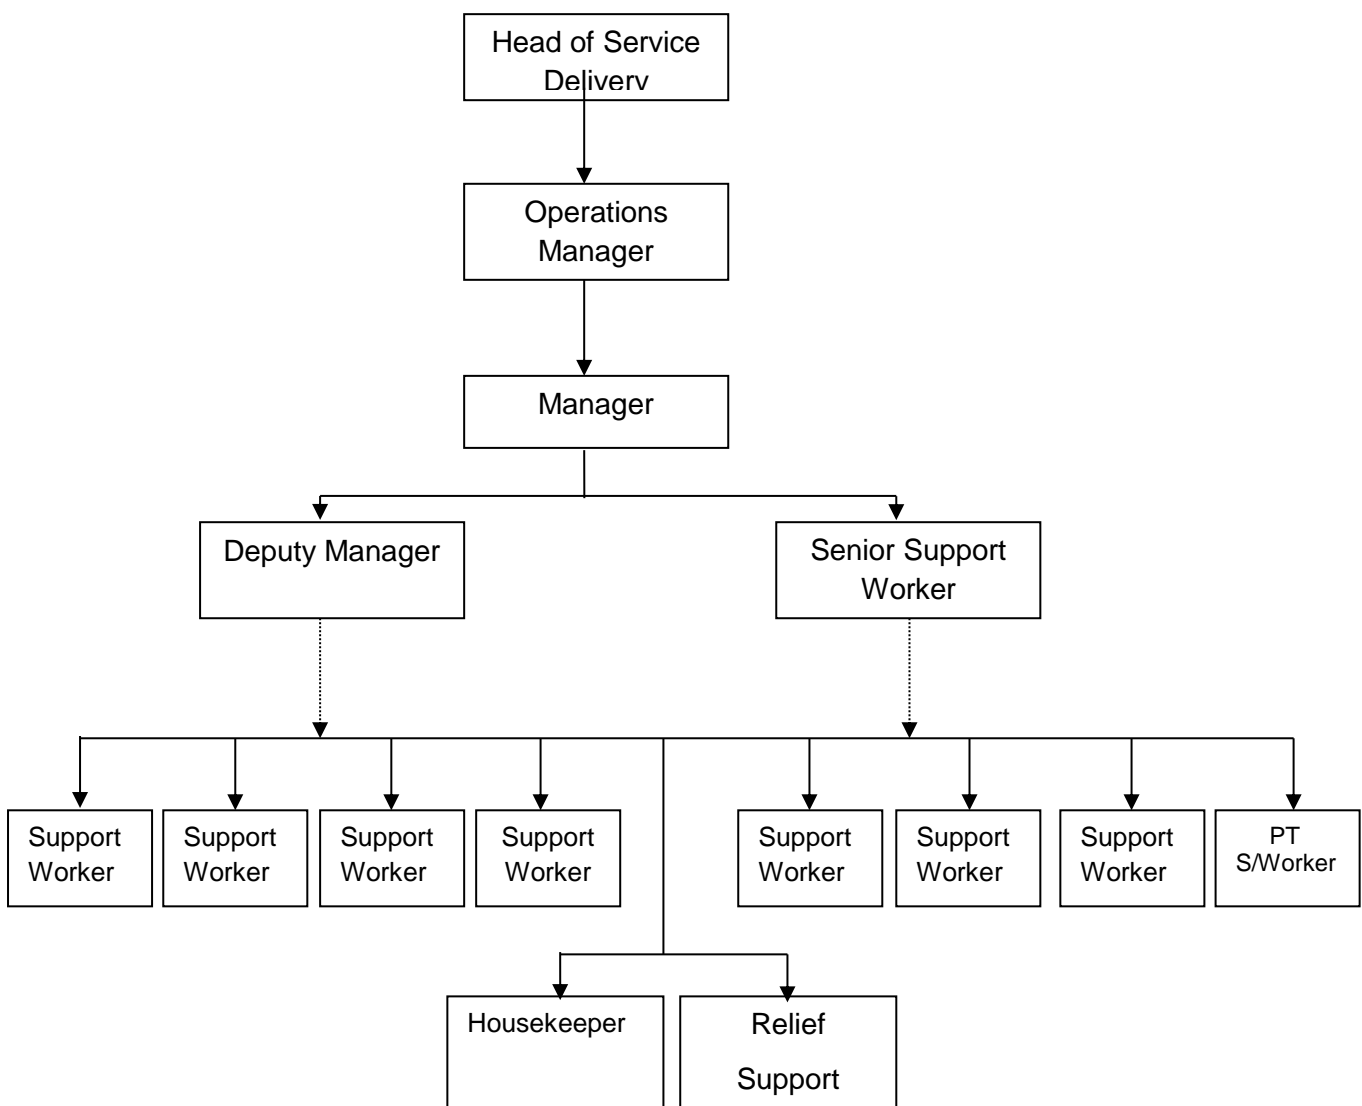 Head of Service
Delivery
Operations
Manager
Manager
Deputy Manager
Senior Support
Worker
Support
Worker
Support
Worker
Support
Worker
Support
Worker
Support
Worker
Support
Worker
Support
Worker
PT
S/Worker
Housekeeper
Relief
Support